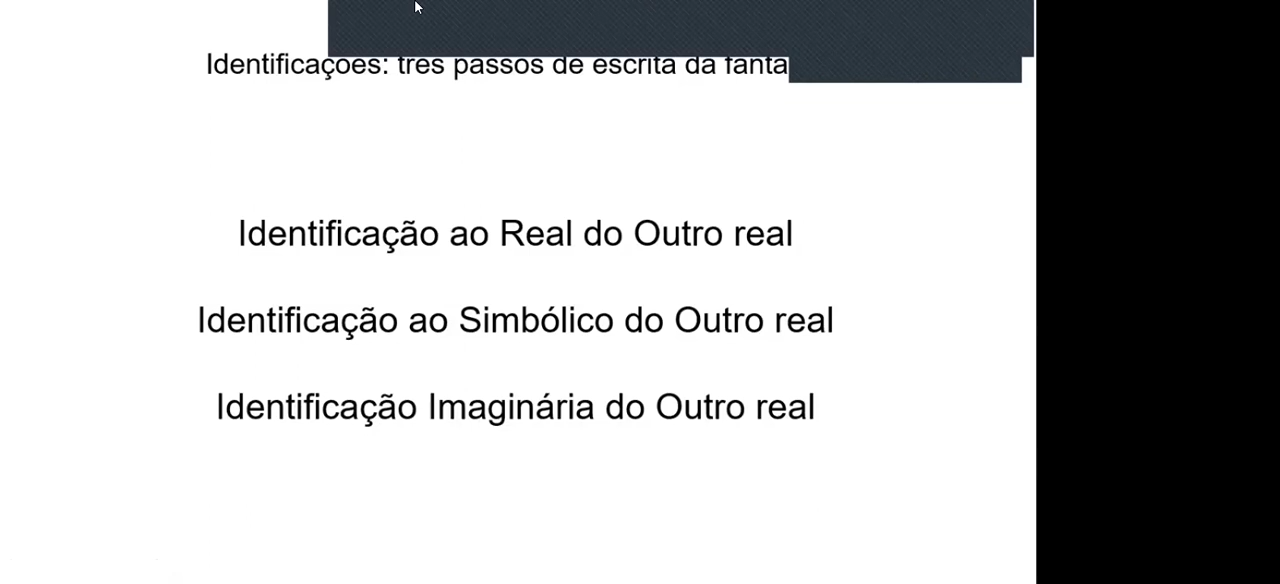 Identificações: três passos de escrita da
Identificação ao Real do Outro real
Identificação ao Simbólico do Outro real
Identificação Imaginária do Outro real